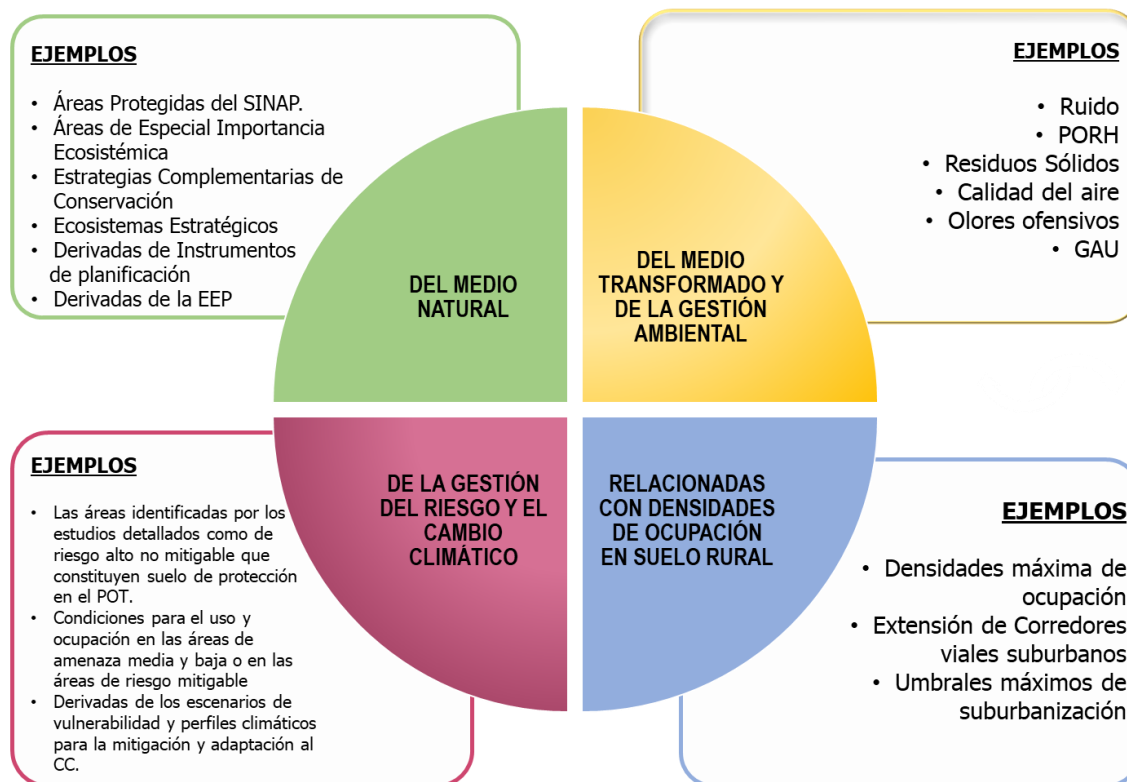 EJEMPLOS
• Áreas Protegidas del SINAP.
• Áreas de Especial Importancia
Ecosistémica
• Estrategias Complementarias de
Conservación
• Ecosistemas Estratégicos
• Derivadas de Instrumentos
de planificación
• Derivadas de la EEP
EJEMPLOS
• Ruido
• PORH
• Residuos Sólidos
• Calidad del aire
• Olores ofensivos
• GAU
DEL MEDIO
NATURAL
DEL MEDIO
TRANSFORMADO Y
DE LA GESTIÓN
AMBIENTAL
DE LA GESTIÓN
DEL RIESGO Y EL
CAMBIO
CLIMÁTICO
RELACIONADAS
CON DENSIDADES
DE OCUPACIÓN
EN SUELO RURAL
EJEMPLOS
• Las áreas identificadas por los
estudios detallados como de
riesgo alto no mitigable que
constituyen suelo de protección
en el POT.
• Condiciones para el uso y
ocupación en las áreas de
amenaza media y baja o en las
áreas de riesgo mitigable
• Derivadas de los escenarios de
vulnerabilidad y perfiles climáticos
para la mitigación y adaptación al
CC.
EJEMPLOS
• Densidades máxima de
ocupación
• Extensión de Corredores
viales suburbanos
• Umbrales máximos de
suburbanización